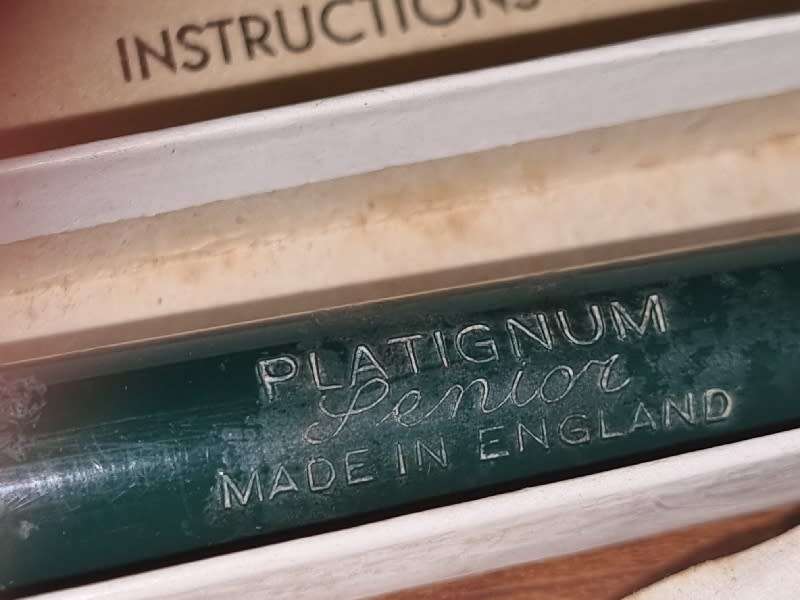 INSTRUCTIONS
PLATIGNUM
Senior
MADE IN ENGLAND